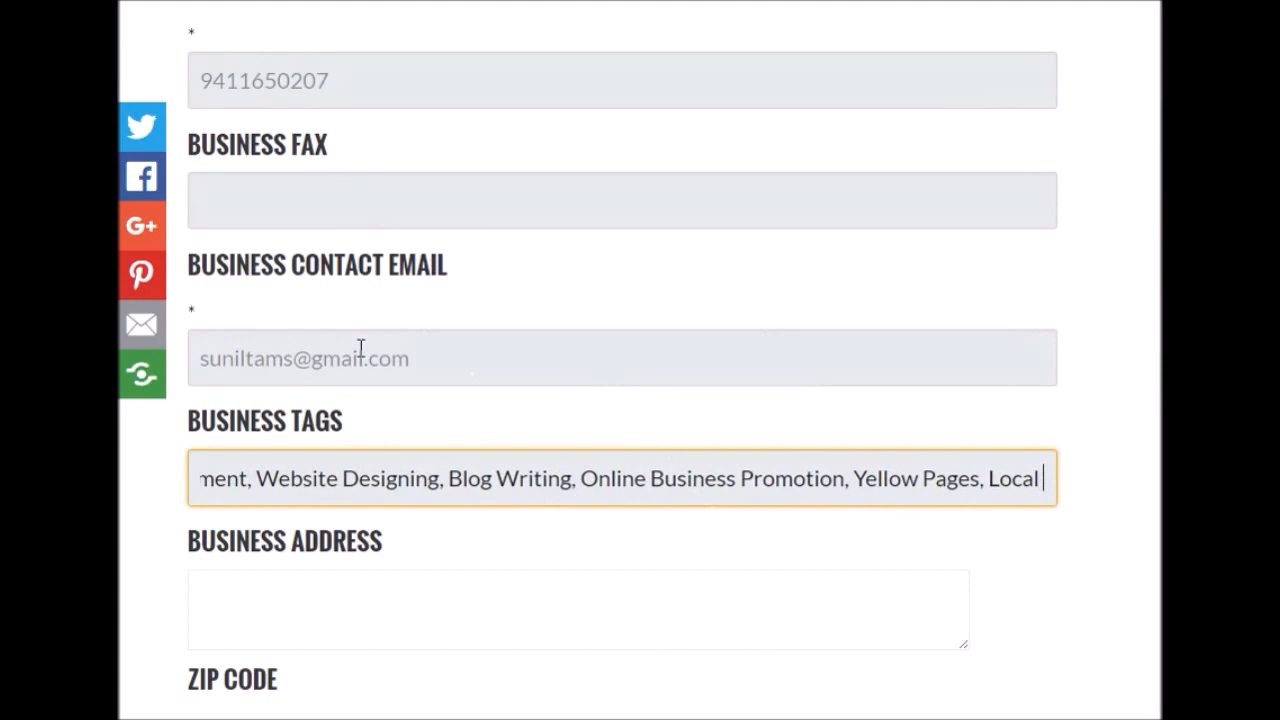 *
9411650207
BUSINESS FAX
BUSINESS CONTACT EMAIL
*
suniltams@gmail.com
BUSINESS TAGS
ment, Website Designing, Blog Writing, Online Business Promotion, Yellow Pages, Local
BUSINESS ADDRESS
ZIP CODE
G+